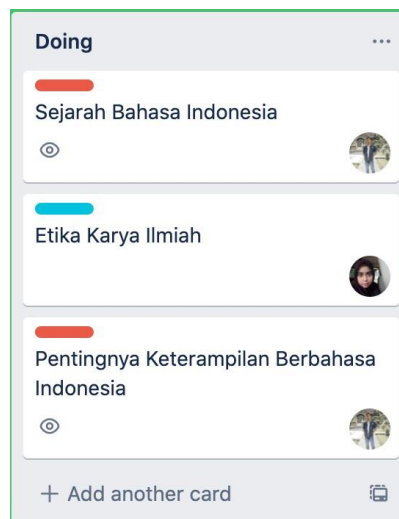 Doing
Sejarah Bahasa Indonesia
Etika Karya Ilmiah
Pentingnya Keterampilan Berbahasa
Indonesia
+ Add another card